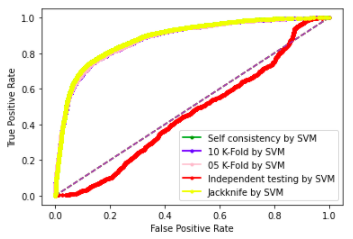 1.0
0.8
0.6
0.4
0.2
0.0
True Positive Rate
Self consistency by SVM
10 K-Fold by SVM
05 K-Fold by SVM
Independent testing by SVM
Jackknife by SVM
0.0 0.2 0.4 0.6 0.8 1.0
False Positive Rate